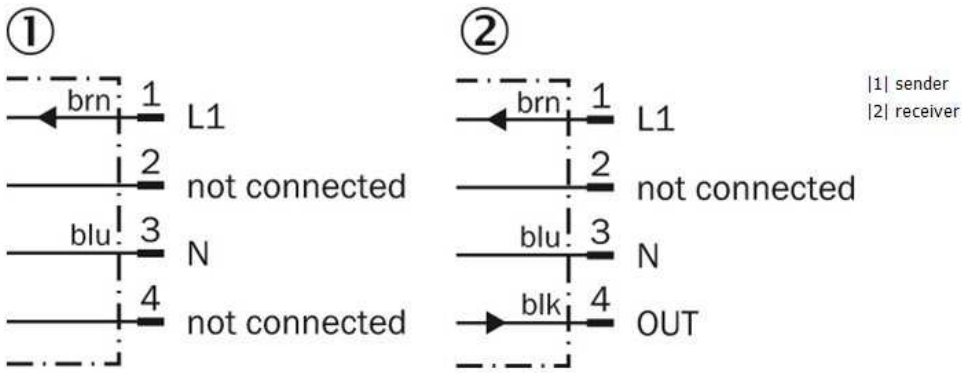 ①
brn 1 L1
2 not connected
blu 3 N
4 not connected
②
brn 1 L1
2 not connected
blu 3 N
blk 4 OUT
|1| sender
|2| receiver